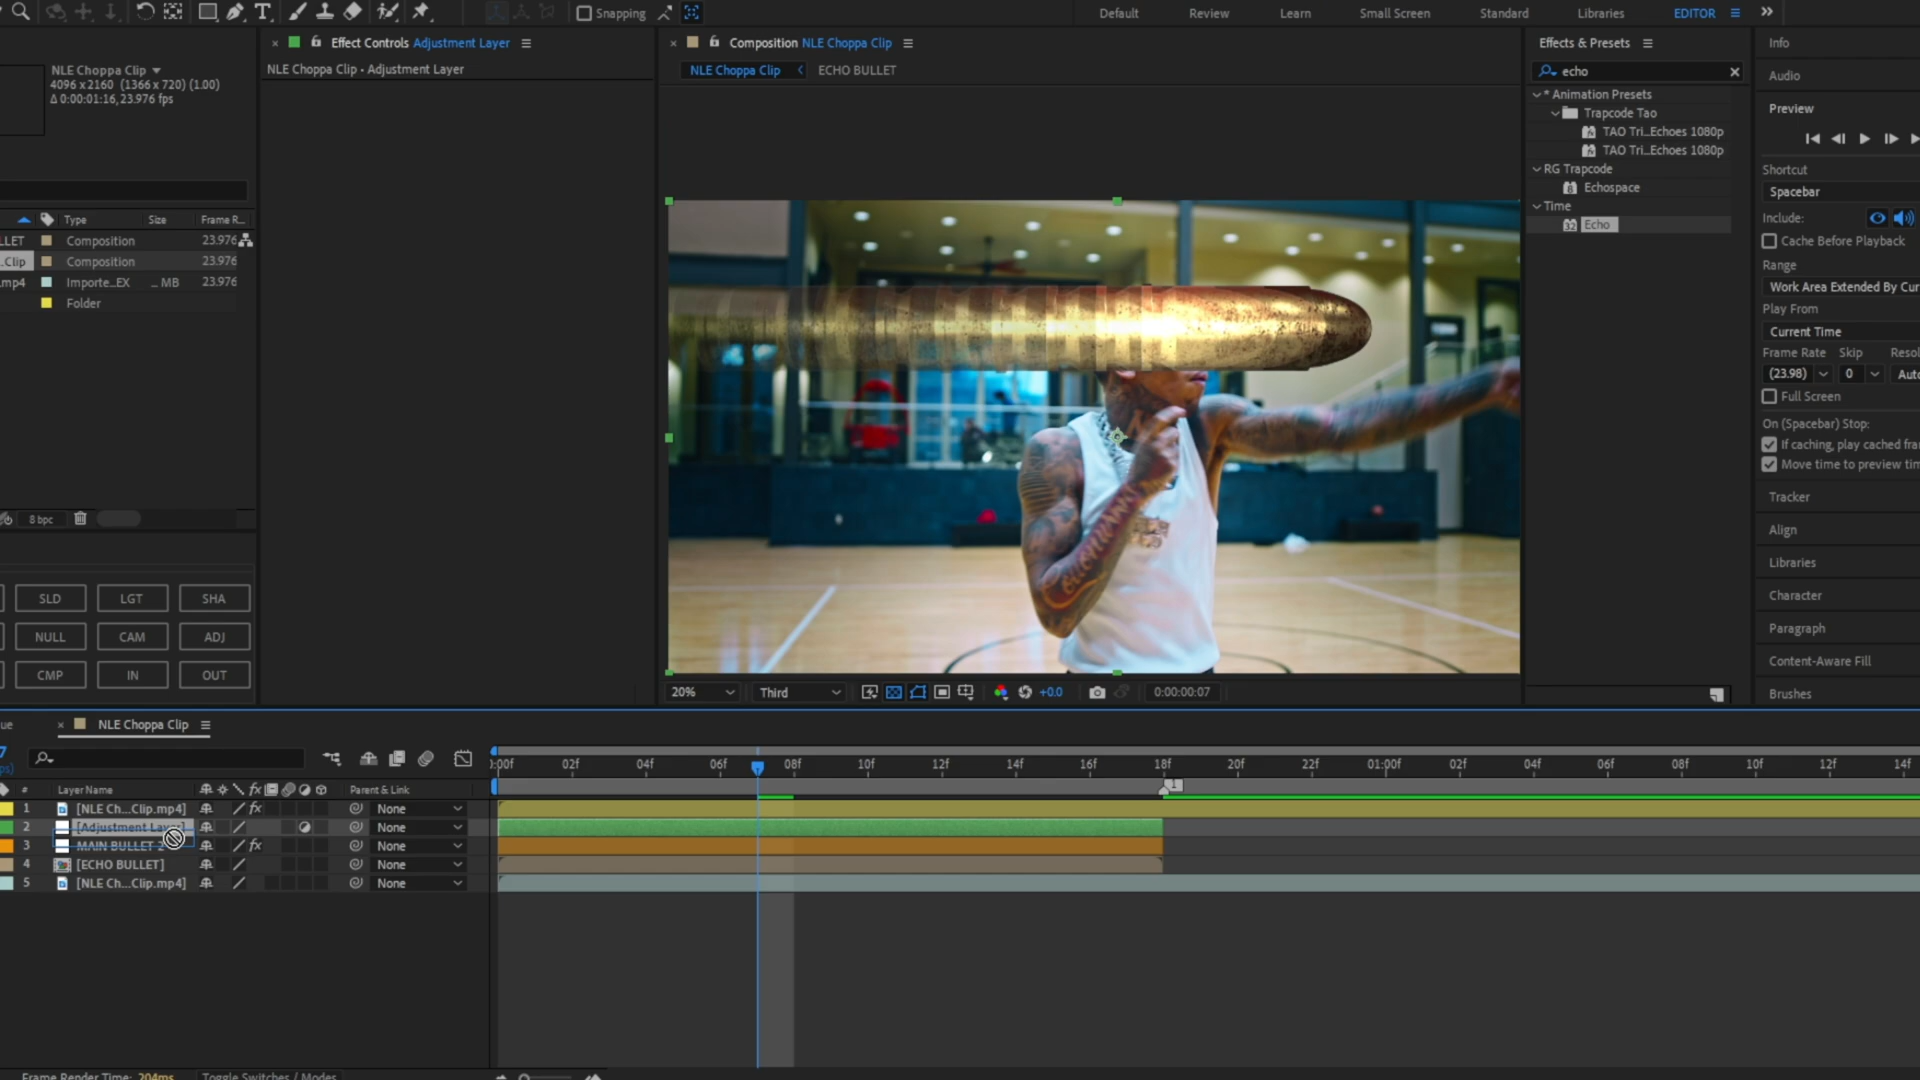 Snapping
Default
Review
Learn
Small Screen
Standard
Libraries
EDITOR
NLE Choppa Clip
4096 x 2160 (1366 x 720) (1.00)
Δ 0:00:01:16, 23.976 fps
Effect Controls Adjustment Layer
NLE Choppa Clip • Adjustment Layer
Composition NLE Choppa Clip
NLE Choppa Clip
ECHO BULLET
Effects & Presets
echo
* Animation Presets
Trapcode Tao
TAO Tri...Echoes 1080p
TAO Tri...Echoes 1080p
RG Trapcode
Echospace
Time
32 Echo
Info
Audio
Preview
Shortcut
Spacebar
Include:
Cache Before Playback
Range
Work Area Extended By Cur
Play From
Current Time
Frame Rate Skip Resol
(23.98) 0 Auto
Full Screen
On (Spacebar) Stop:
If caching, play cached fra
Move time to preview tim
Tracker
Align
Libraries
Character
Paragraph
Content-Aware Fill
Brushes
Type Size Frame R...
LLET Composition 23.976
..Clip Composition 23.976
.mp4 Importe...EX ... MB 23.976
Folder
8 bpc
SLD LGT SHA
NULL CAM ADJ
CMP IN OUT
20% Third +0.0 0:00:00:07
ue
NLE Choppa Clip
7
ps)
:00f 02f 04f 06f 08f 10f 12f 14f 16f 18f 20f 22f 01:00f 02f 04f 06f 08f 10f 12f 14f
# Layer Name fx Parent & Link
1
1 [NLE Ch...Clip.mp4] fx None
2 [Adjustment Layer] None
3 MAIN BULLET 2 fx None
4 [ECHO BULLET] None
5 [NLE Ch...Clip.mp4] None
Frame Render Time: 204ms Toggle Switches / Modes